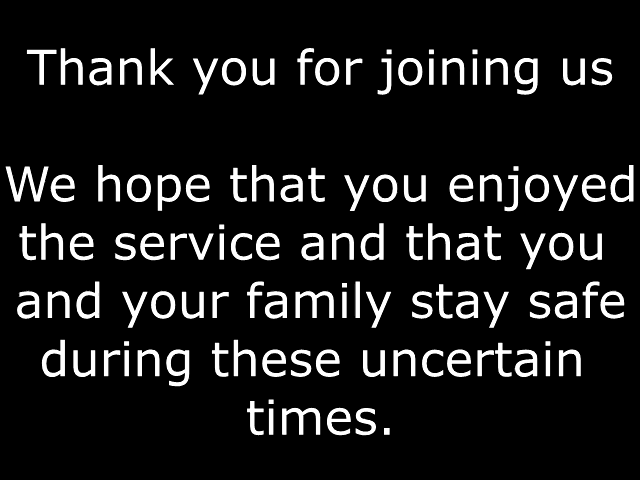 Thank you for joining us
We hope that you enjoyed
the service and that you
and your family stay safe
during these uncertain
times.